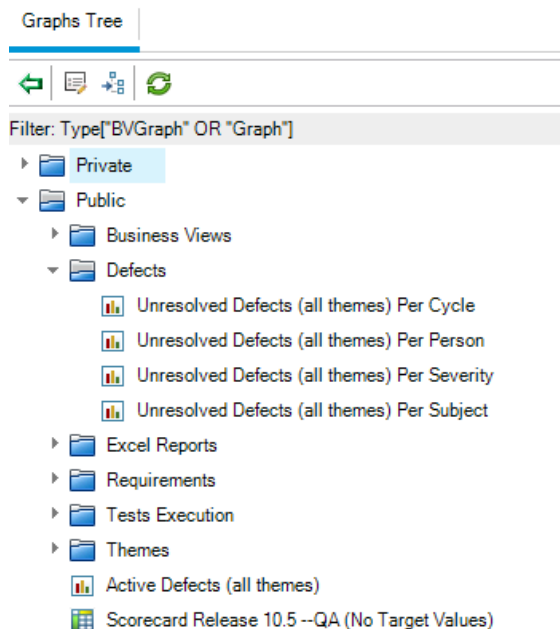 Graphs Tree
Filter: Type["BVGraph" OR "Graph"]
Private
Public
Business Views
Defects
Unresolved Defects (all themes) Per Cycle
Unresolved Defects (all themes) Per Person
Unresolved Defects (all themes) Per Severity
Unresolved Defects (all themes) Per Subject
Excel Reports
Requirements
Tests Execution
Themes
Active Defects (all themes)
Scorecard Release 10.5 --QA (No Target Values)